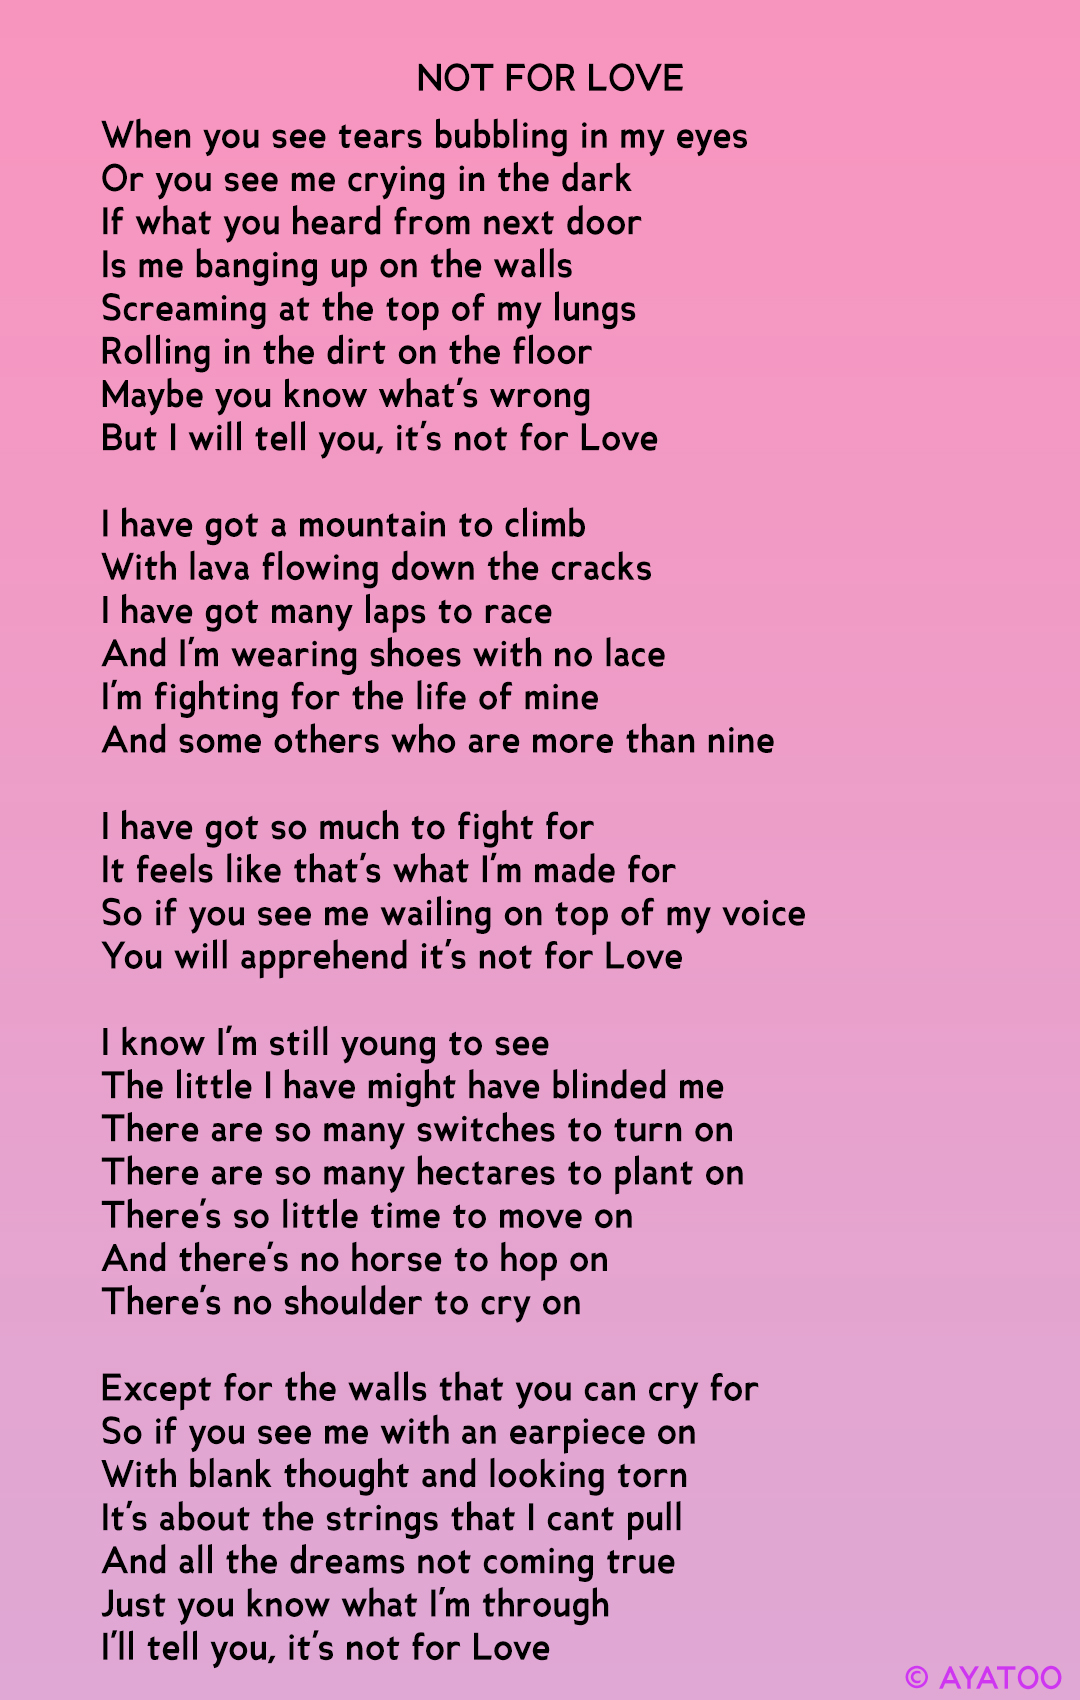 NOT FOR LOVE
When you see tears bubbling in my eyes
Or you see me crying in the dark
If what you heard from next door
Is me banging up on the walls
Screaming at the top of my lungs
Rolling in the dirt on the floor
Maybe you know what's wrong
But I will tell you, it's not for Love

I have got a mountain to climb
With lava flowing down the cracks
I have got many laps to race
And I'm wearing shoes with no lace
I'm fighting for the life of mine
And some others who are more than nine

I have got so much to fight for
It feels like that's what I'm made for
So if you see me wailing on top of my voice
You will apprehend it's not for Love

I know I'm still young to see
The little I have might have blinded me
There are so many switches to turn on
There are so many hectares to plant on
There's so little time to move on
And there's no horse to hop on
There's no shoulder to cry on

Except for the walls that you can cry for
So if you see me with an earpiece on
With blank thought and looking torn
It's about the strings that I cant pull
And all the dreams not coming true
Just you know what I'm through
I'll tell you, it's not for Love
© AYATOO